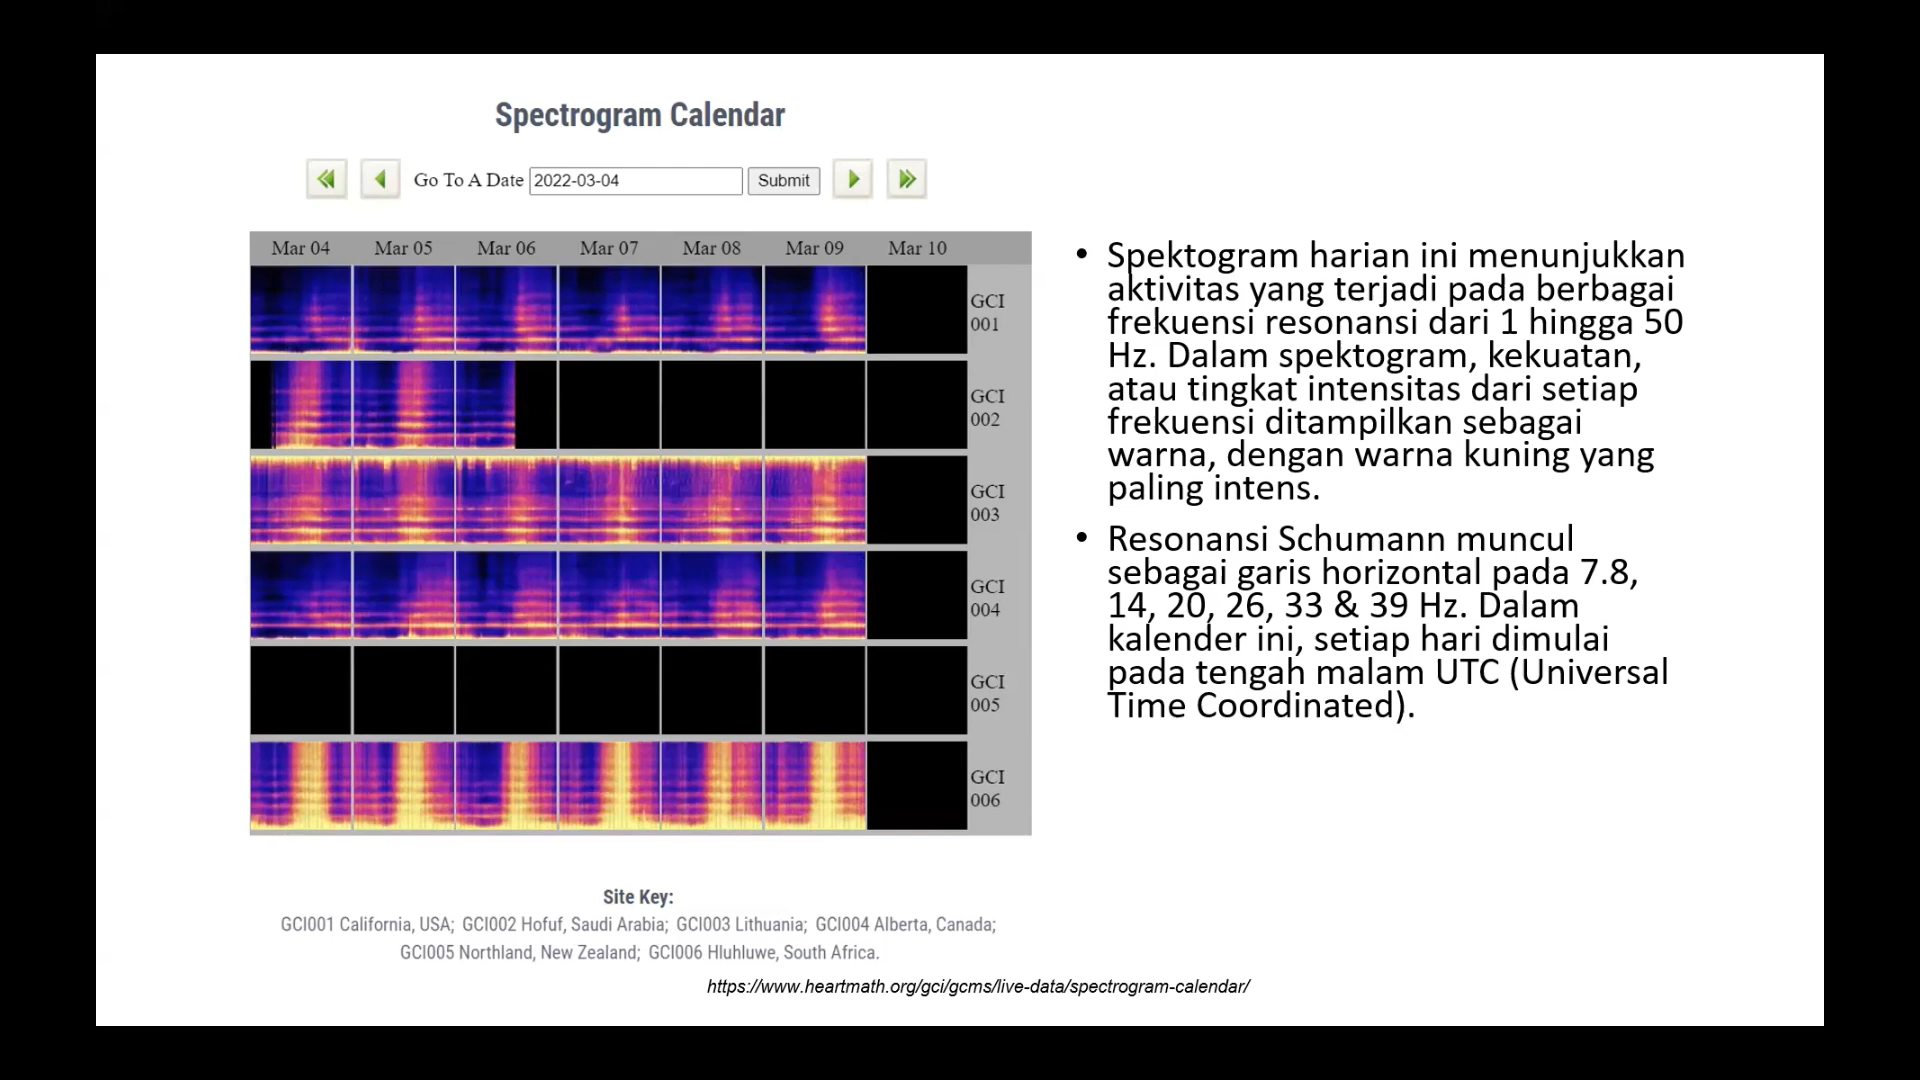 Spectrogram Calendar
Go To A Date 2022-03-04 Submit
Mar 04 Mar 05 Mar 06 Mar 07 Mar 08 Mar 09 Mar 10
GCI
001
GCI
002
GCI
003
GCI
004
GCI
005
GCI
006
Site Key:
GCI001 California, USA; GCI002 Hofuf, Saudi Arabia; GCI003 Lithuania; GCI004 Alberta, Canada;
GCI005 Northland, New Zealand; GCI006 Hluhluwe, South Africa.
• Spektogram harian ini menunjukkan
aktivitas yang terjadi pada berbagai
frekuensi resonansi dari 1 hingga 50
Hz. Dalam spektogram, kekuatan,
atau tingkat intensitas dari setiap
frekuensi ditampilkan sebagai
warna, dengan warna kuning yang
paling intens.
• Resonansi Schumann muncul
sebagai garis horizontal pada 7.8,
14, 20, 26, 33 & 39 Hz. Dalam
kalender ini, setiap hari dimulai
pada tengah malam UTC (Universal
Time Coordinated).
https://www.heartmath.org/gci/gcms/live-data/spectrogram-calendar/